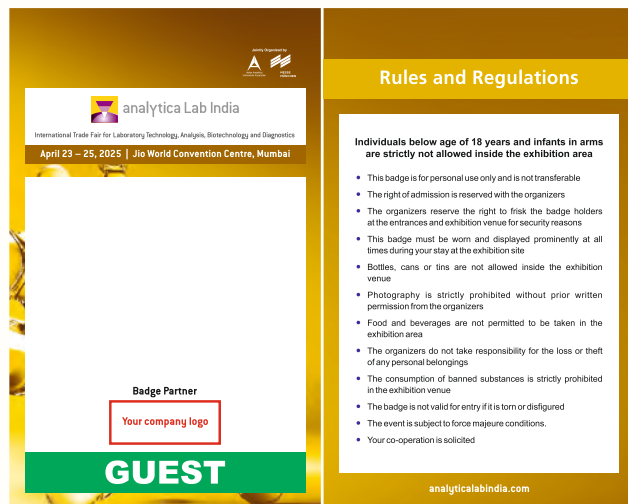 Jointly Organized by
MESSE
MÜNCHEN
analytica Lab India
International Trade Fair for Laboratory Technology, Analysis, Biotechnology and Diagnostics
April 23 – 25, 2025 | Jio World Convention Centre, Mumbai
Badge Partner
Your company logo
GUEST
Rules and Regulations
Individuals below age of 18 years and infants in arms
are strictly not allowed inside the exhibition area
• This badge is for personal use only and is not transferable
• The right of admission is reserved with the organizers
• The organizers reserve the right to frisk the badge holders
at the entrances and exhibition venue for security reasons
• This badge must be worn and displayed prominently at all
times during your stay at the exhibition site
• Bottles, cans or tins are not allowed inside the exhibition
venue
• Photography is strictly prohibited without prior written
permission from the organizers
• Food and beverages are not permitted to be taken in the
exhibition area
• The organizers do not take responsibility for the loss or theft
of any personal belongings
• The consumption of banned substances is strictly prohibited
in the exhibition venue
• The badge is not valid for entry if it is torn or disfigured
• The event is subject to force majeure conditions.
• Your co-operation is solicited
analyticalabindia.com